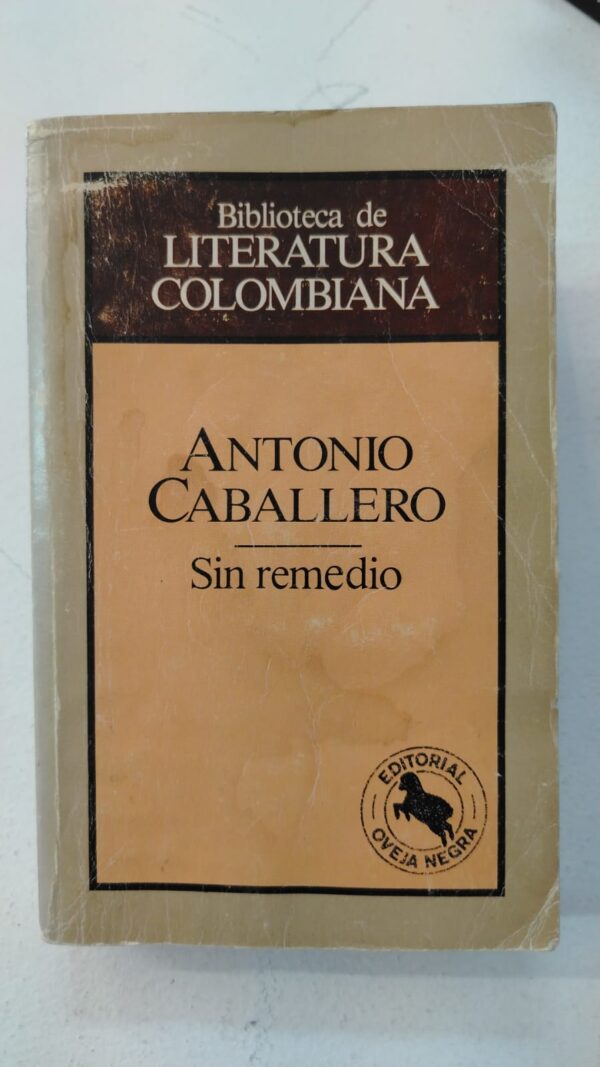 Biblioteca de
LITERATURA
COLOMBIANA
ANTONIO
CABALLERO
Sin remedio
EDITORIAL
OVEJA NEGRA